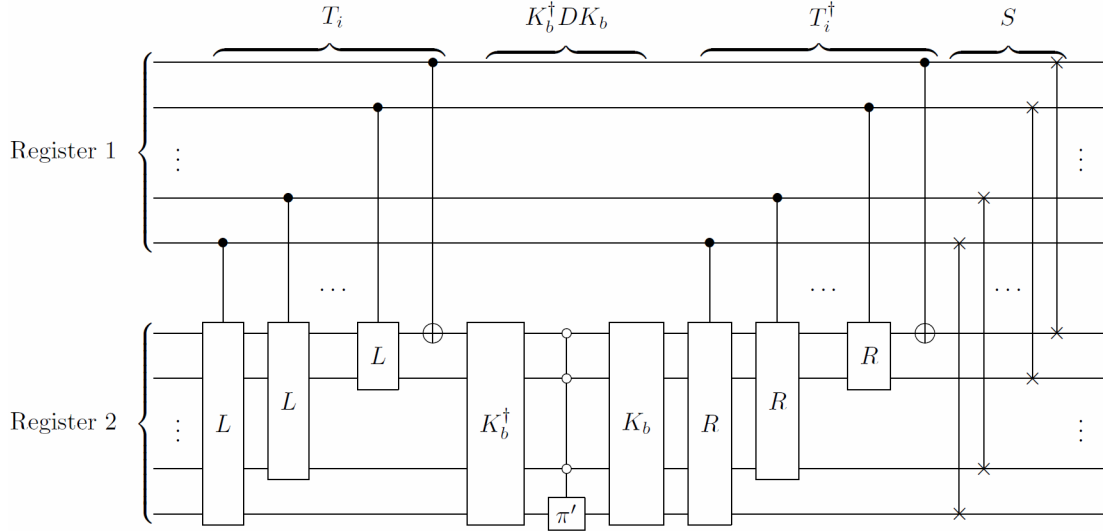 T_i K_b^† D K_b T_i^† S
Register 1 ⋮ ⋮
... ... ...
L L L K_b^† π′ K_b R R R
Register 2 ⋮ ⋮